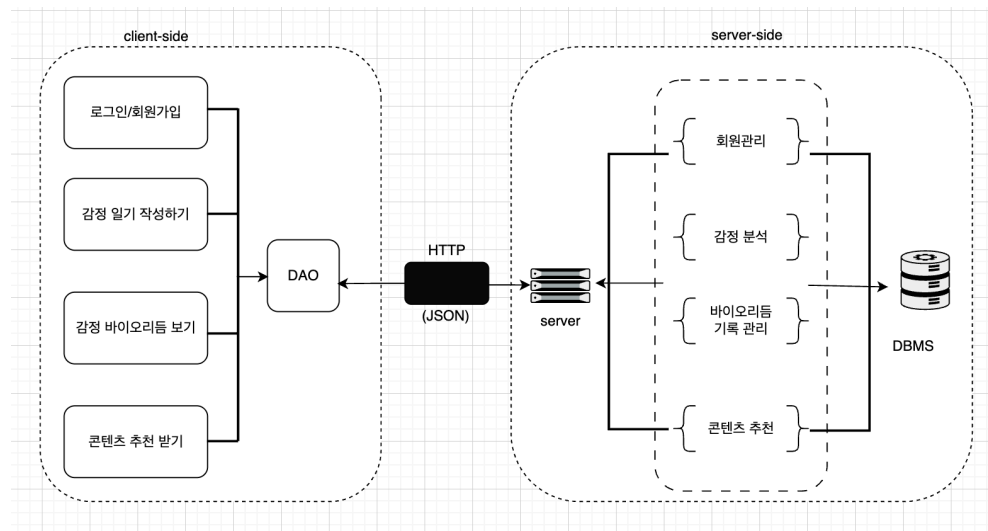 client-side
로그인/회원가입
감정 일기 작성하기
감정 바이오리듬 보기
콘텐츠 추천 받기
DAO
HTTP
(JSON)
server-side
server
회원관리
감정 분석
바이오리듬
기록 관리
콘텐츠 추천
DBMS